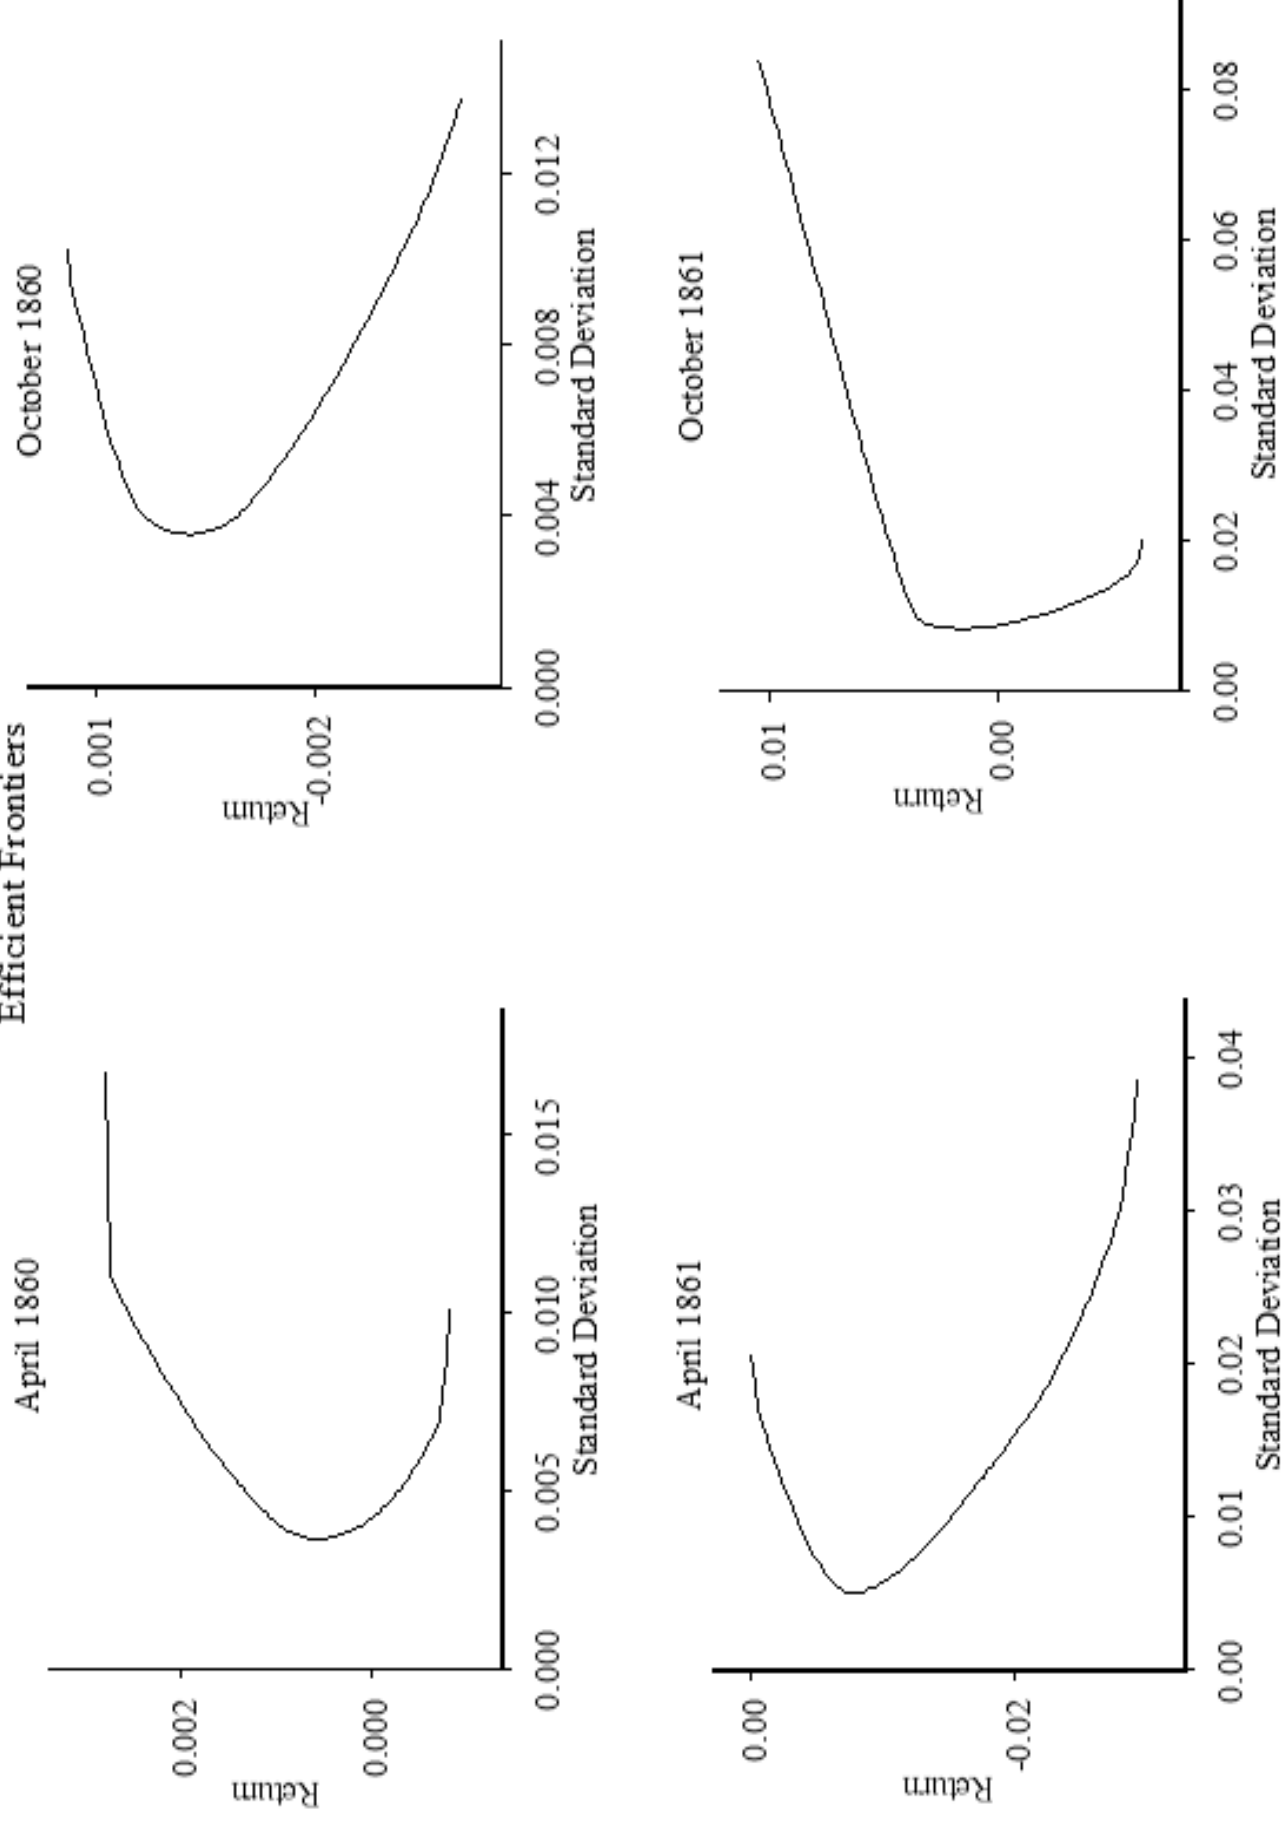 Efficient Frontiers
April 1860
Return
0.002
0.000
0.000
0.005
0.010
0.015
Standard Deviation
October 1860
Return
0.001
-0.002
0.000
0.004
0.008
0.012
Standard Deviation
April 1861
Return
0.00
-0.02
0.00
0.01
0.02
0.03
0.04
Standard Deviation
October 1861
Return
0.01
0.00
0.00
0.02
0.04
0.06
0.08
Standard Deviation